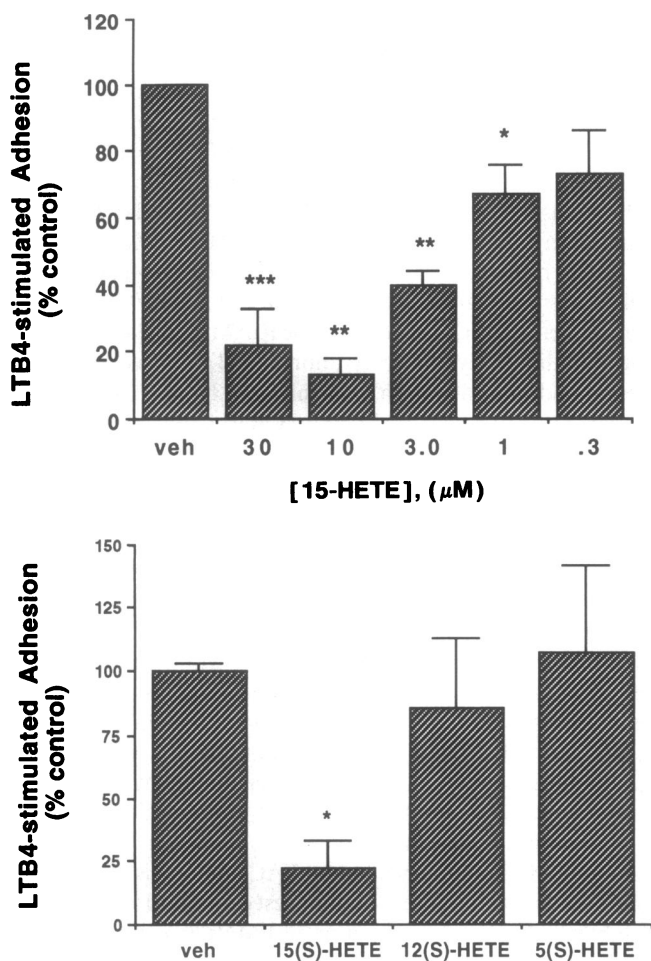 LTB4-stimulated Adhesion
(% control)
120
100
80
60
40
20
0
***
**
**
*
veh 30 10 3.0 1 .3
[15-HETE], (μM)
LTB4-stimulated Adhesion
(% control)
150
125
100
75
50
25
0
*
veh 15(S)-HETE 12(S)-HETE 5(S)-HETE